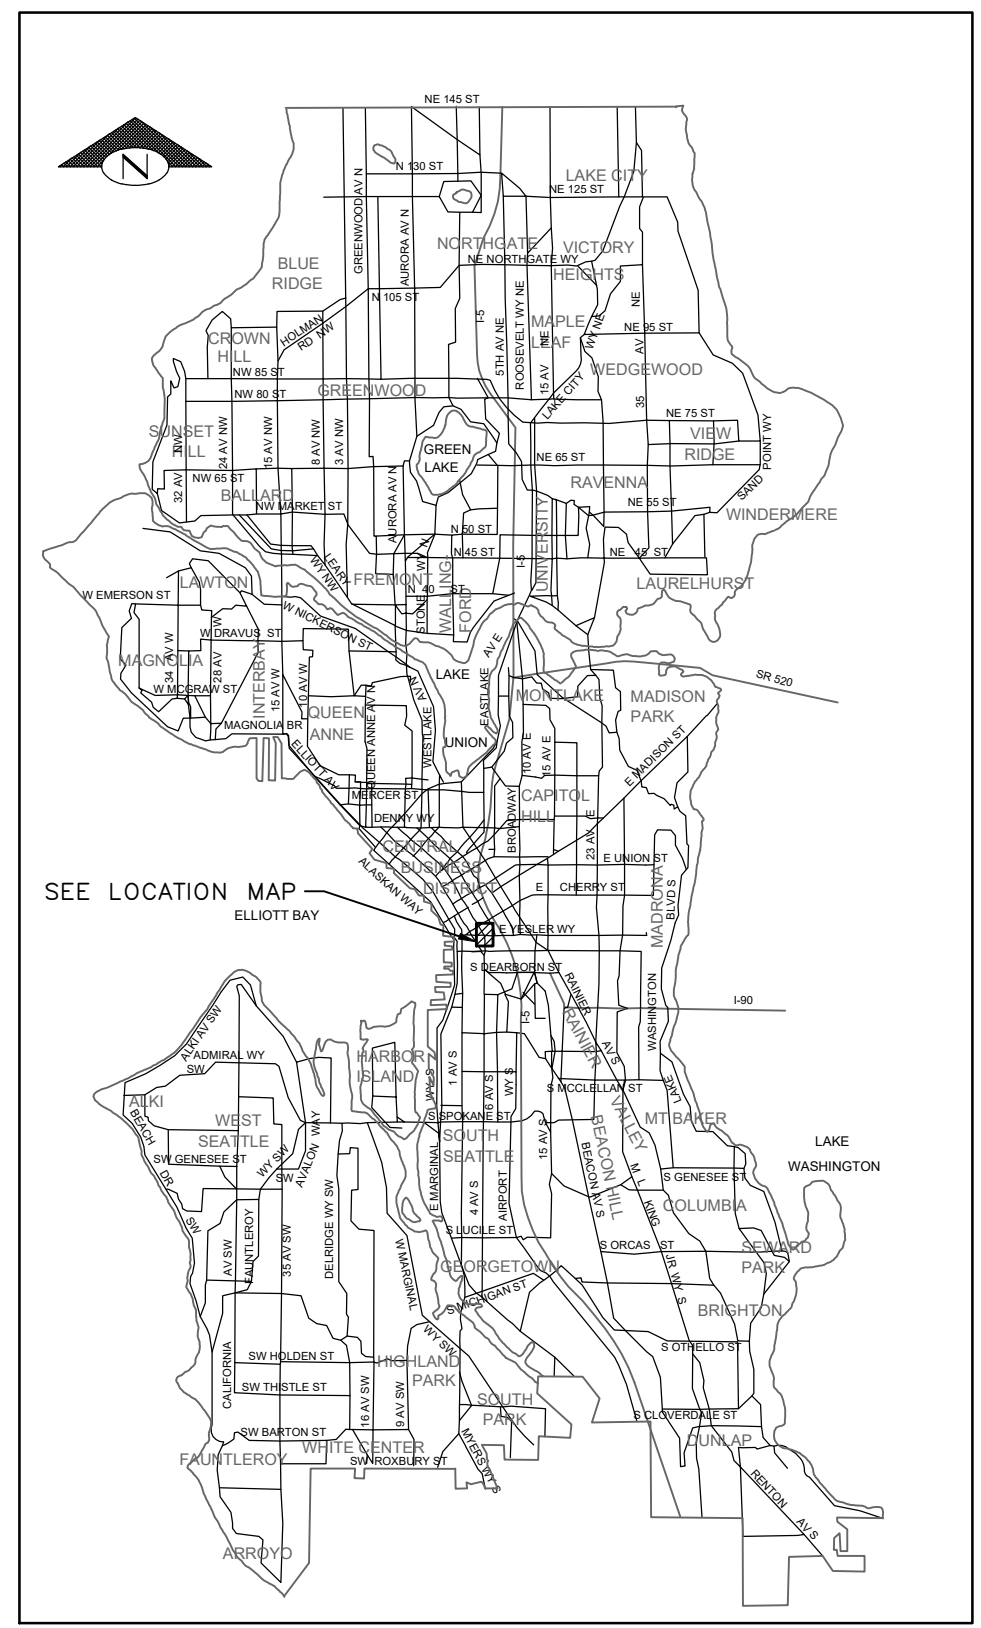 NE 145 ST
N
N 130 ST
LAKE CITY
NE 125 ST
GREENWOOD AV N
AURORA AV N
NORTHGATE
VICTORY
HEIGHTS
NE NORTHGATE WY
BLUE
RIDGE
N 105 ST
I-5
5TH AV NE
ROOSEVELT WY NE
15 AV NE
MAPLE
LEAF
LAKE CITY WY NE
NE 95 ST
35 AV NE
WEDGEWOOD
HOLMAN
RD NW
CROWN
HILL
NW 85 ST
NW 80 ST
GREENWOOD
NE 75 ST
VIEW
RIDGE
SAND POINT WY
SUNSET
HILL
32 AV NW
24 AV NW
15 AV NW
8 AV NW
3 AV NW
GREEN
LAKE
NE 65 ST
RAVENNA
NW 65 ST
BALLARD
NW MARKET ST
AURORA AV N
NE 55 ST
WINDERMERE
N 50 ST
UNIVERSITY
N 45 ST
NE 45 ST
I-5
LEARY
WY NW
FREMONT
STONE WY N
WALLING-
FORD
N 40 ST
LAURELHURST
LAWTON
W EMERSON ST
W NICKERSON ST
W DRAVUS ST
MAGNOLIA
34 AV W
28 AV W
INTERBAY
15 AV W
10 AV W
W MCGRAW ST
MAGNOLIA BR
QUEEN
ANNE
QUEEN ANNE AV N
WESTLAKE AV N
LAKE
UNION
EASTLAKE AV E
MONTLAKE
MADISON
PARK
SR 520
10 AV E
15 AV E
E MADISON ST
ELLIOTT AV
MERCER ST
DENNY WY
CAPITOL
HILL
BROADWAY
23 AV E
CENTRAL
BUSINESS
DISTRICT
ALASKAN WAY
E UNION ST
E CHERRY ST
MADRONA
SEE LOCATION MAP
ELLIOTT BAY
E YESLER WY
S DEARBORN ST
LAKE WASHINGTON BLVD S
I-90
I-5
RAINIER AV S
RAINIER VALLEY
ALKI AV SW
SW ADMIRAL WY
HARBOR
ISLAND
E MARGINAL WY S
1 AV S
6 AV S
S MCCLELLAN ST
ALKI
BEACH DR SW
WEST
SEATTLE
SW GENESEE ST
SW AVALON WAY
S SPOKANE ST
SOUTH
SEATTLE
4 AV S
AIRPORT WY S
15 AV S
BEACON AV S
BEACON HILL
MT BAKER
LAKE
WASHINGTON
M L KING JR WY S
S GENESEE ST
COLUMBIA
FAUNTLEROY WY SW
35 AV SW
DELRIDGE WY SW
W MARGINAL WY SW
S LUCILE ST
GEORGETOWN
S ORCAS ST
SEWARD
PARK
S MICHIGAN ST
BRIGHTON
CALIFORNIA AV SW
SW HOLDEN ST
HIGHLAND
PARK
S OTHELLO ST
SW THISTLE ST
16 AV SW
9 AV SW
SOUTH
PARK
S CLOVERDALE ST
SW BARTON ST
WHITE CENTER
SW ROXBURY ST
MYERS WY S
DUNLAP
FAUNTLEROY
RENTON AV S
ARROYO